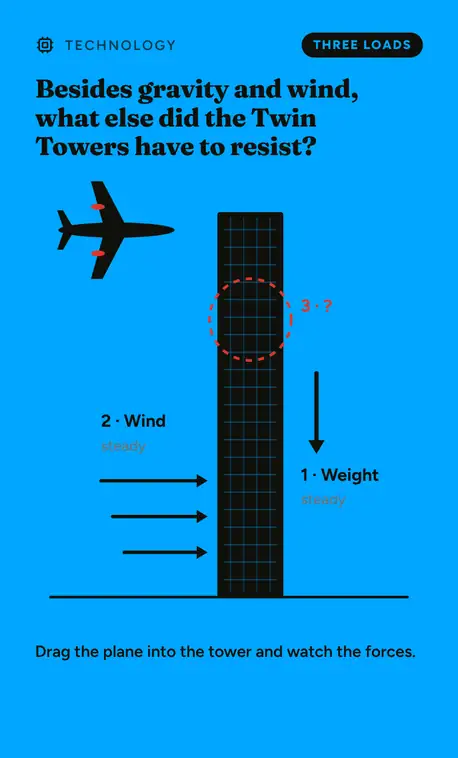 TECHNOLOGY
THREE LOADS
Besides gravity and wind,
what else did the Twin
Towers have to resist?
3 · ?
2 · Wind
steady
1 · Weight
steady
Drag the plane into the tower and watch the forces.